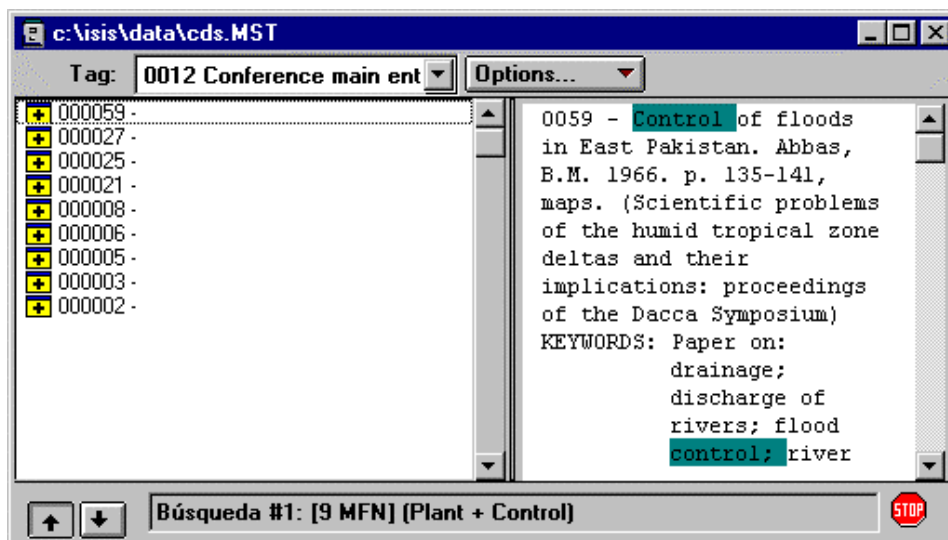 c:\isis\data\cds.MST
Tag: 0012 Conference main ent Options...
000059 -
000027 -
000025 -
000021 -
000008 -
000006 -
000005 -
000003 -
000002 -
0059 - Control of floods
in East Pakistan. Abbas,
B.M. 1966. p. 135-141,
maps. (Scientific problems
of the humid tropical zone
deltas and their
implications: proceedings
of the Dacca Symposium)
KEYWORDS: Paper on:
drainage;
discharge of
rivers; flood
control; river
Búsqueda #1: [9 MFN] (Plant + Control)
STOP